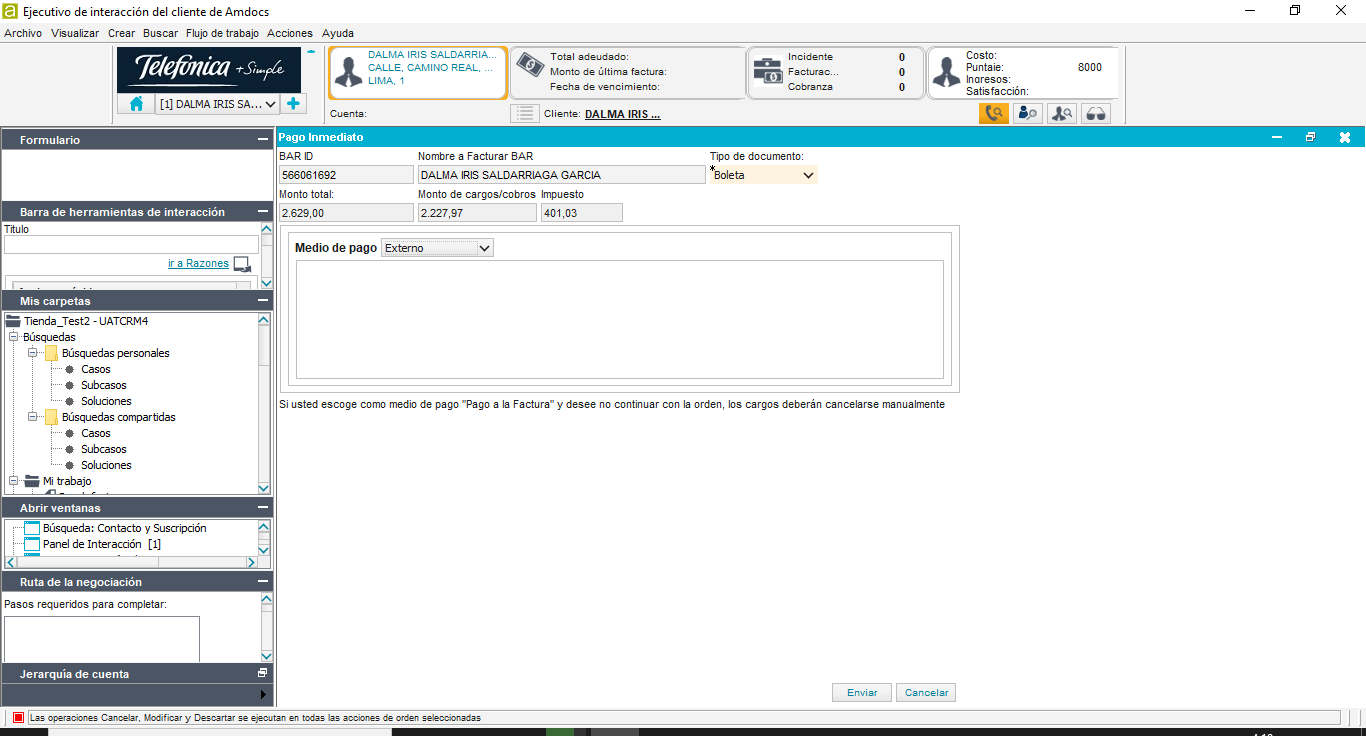 Ejecutivo de interacción del cliente de Amdocs
Archivo Visualizar Crear Buscar Flujo de trabajo Acciones Ayuda
Telefónica +Simple
[1] DALMA IRIS SA...
DALMA IRIS SALDARRIA...
CALLE, CAMINO REAL, ...
LIMA, 1
Cuenta:
Total adeudado:
Monto de última factura:
Fecha de vencimiento:
Cliente: DALMA IRIS ...
Incidente 0
Facturac... 0
Cobranza 0
Costo:
Puntaie: 8000
Inqresos:
Satisfacción:
Formulario
Barra de herramientas de interacción
Titulo
ir a Razones
Mis carpetas
Tienda_Test2 - UATCRM4
Búsquedas
Búsquedas personales
Casos
Subcasos
Soluciones
Búsquedas compartidas
Casos
Subcasos
Soluciones
Mi trabajo
Abrir ventanas
Búsqueda: Contacto y Suscripción
Panel de Interacción [1]
Ruta de la negociación
Pasos requeridos para completar:
Jerarquía de cuenta
Pago Inmediato
BAR ID Nombre a Facturar BAR Tipo de documento:
566061692 DALMA IRIS SALDARRIAGA GARCIA *Boleta
Monto total: Monto de cargos/cobros Impuesto
2.629,00 2.227,97 401,03
Medio de pago Externo
Si usted escoge como medio de pago "Pago a la Factura" y desee no continuar con la orden, los cargos deberán cancelarse manualmente
Enviar Cancelar
Las operaciones Cancelar, Modificar y Descartar se ejecutan en todas las acciones de orden seleccionadas